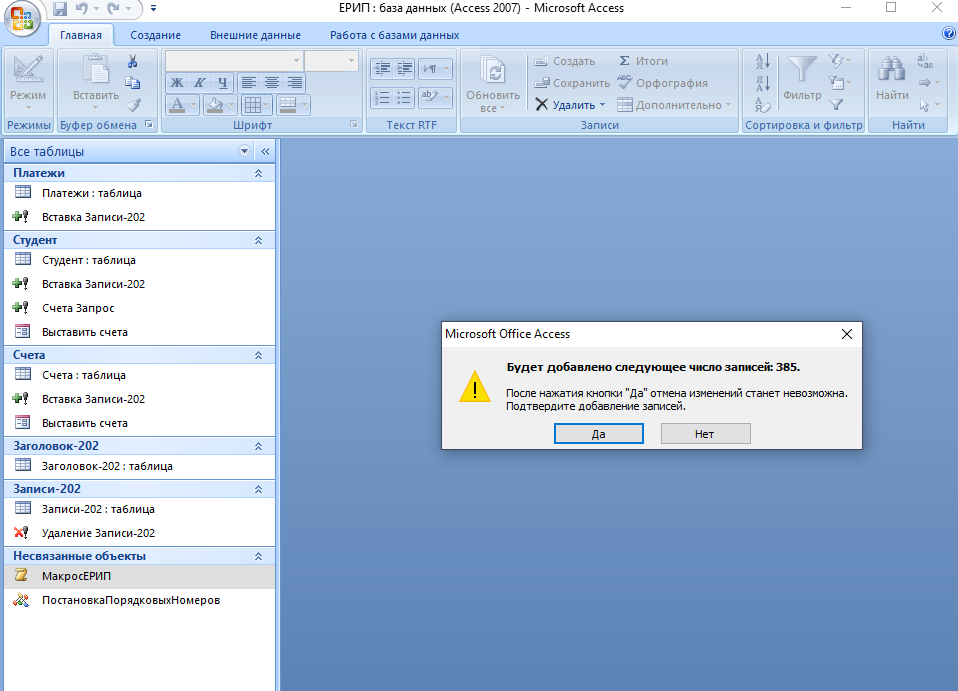 ЕРИП : база данных (Access 2007) - Microsoft Access
Главная Создание Внешние данные Работа с базами данных
Режим
Режимы
Вставить
Буфер обмена
Ж К Ч
А
Шрифт
Текст RTF
Обновить все
Создать
Сохранить
Удалить
Итоги
Орфография
Дополнительно
Записи
Фильтр
Сортировка и фильтр
Найти
Найти
Все таблицы
Платежи
Платежи : таблица
Вставка Записи-202
Студент
Студент : таблица
Вставка Записи-202
Счета Запрос
Выставить счета
Счета
Счета : таблица
Вставка Записи-202
Выставить счета
Заголовок-202
Заголовок-202 : таблица
Записи-202
Записи-202 : таблица
Удаление Записи-202
Несвязанные объекты
МакросЕРИП
ПостановкаПорядковыхНомеров
Microsoft Office Access
Будет добавлено следующее число записей: 385.
После нажатия кнопки "Да" отмена изменений станет невозможна.
Подтвердите добавление записей.
Да Нет